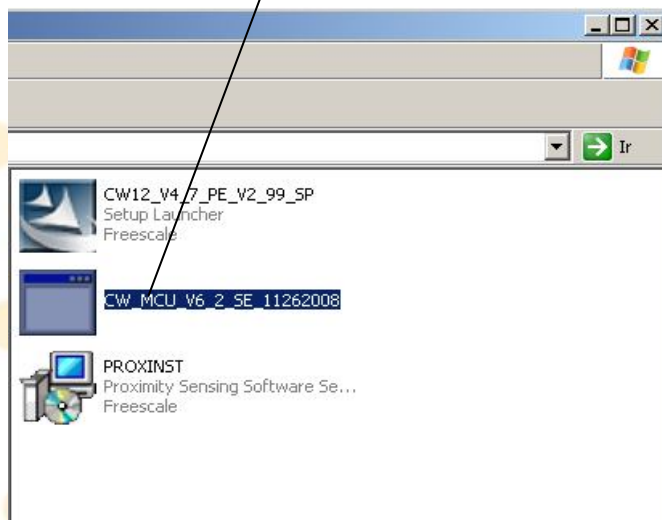 Ir
CW12_V4_7_PE_V2_99_SP
Setup Launcher
Freescale
CW_MCU_V6_2_SE_11262008
PROXINST
Proximity Sensing Software Se...
Freescale